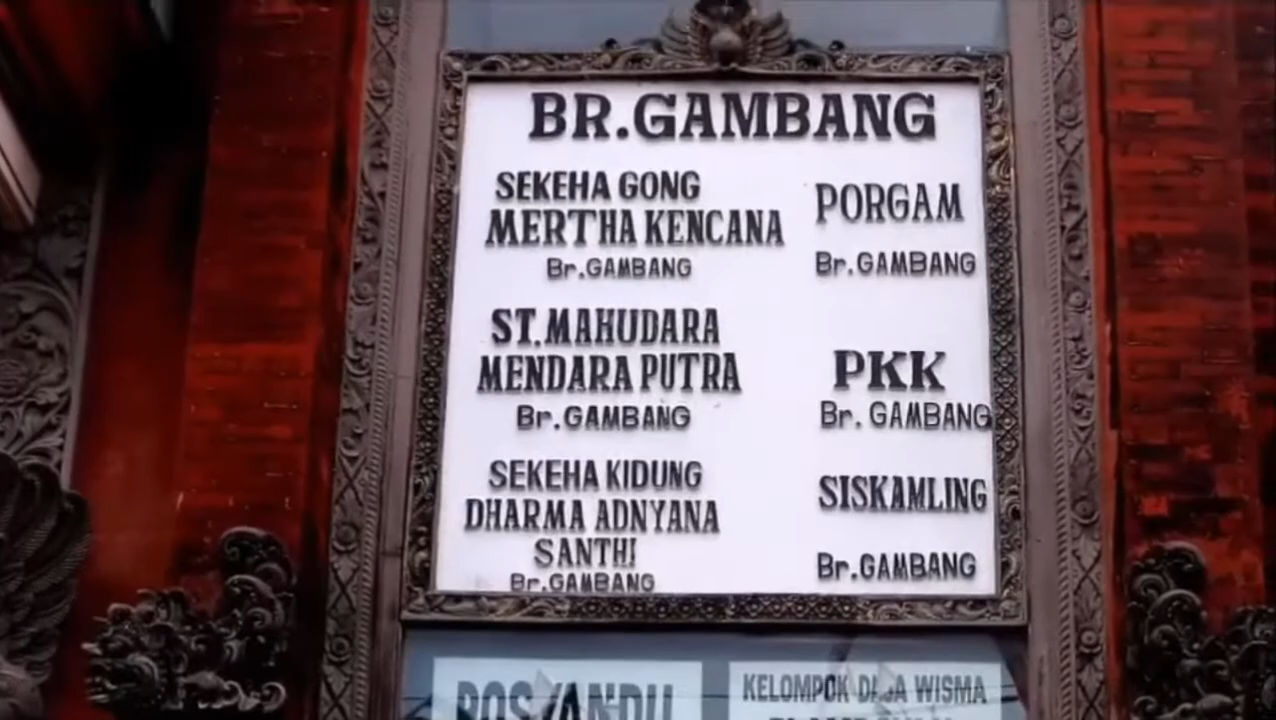 BR.GAMBANG
SEKEHA GONG
MERTHA KENCANA
Br.GAMBANG
PORGAM
Br.GAMBANG
ST.MAHUDARA
MENDARA PUTRA
Br.GAMBANG
PKK
Br. GAMBANG
SEKEHA KIDUNG
DHARMA ADNYANA
SANTHI
Br.GAMBANG
SISKAMLING
Br.GAMBANG
POSYANDU
KELOMPOK DASA WISMA